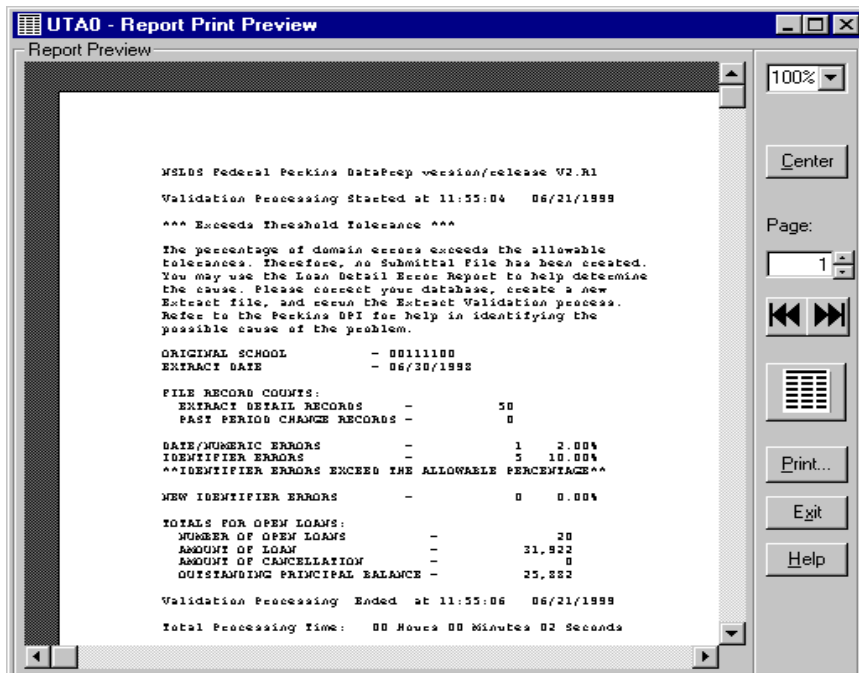 UTA0 - Report Print Preview
Report Preview
NSLDS Federal Perkins DataPrep version/release V2.R1
Validation Processing Started at 11:55:04 06/21/1999
*** Exceeds Threshold Tolerance ***
The percentage of domain errors exceeds the allowable
tolerances. Therefore, no Submittal File has been created.
You may use the Loan Detail Error Report to help determine
the cause. Please correct your database, create a new
Extract file, and rerun the Extract Validation process.
Refer to the Perkins DPI for help in identifying the
possible cause of the problem.
ORIGINAL SCHOOL - 00111100
EXTRACT DATE - 06/30/1998
FILE RECORD COUNTS:
EXTRACT DETAIL RECORDS - 50
PAST PERIOD CHANGE RECORDS - 0
DATE/NUMERIC ERRORS - 1 2.00%
IDENTIFIER ERRORS - 5 10.00%
**IDENTIFIER ERRORS EXCEED THE ALLOWABLE PERCENTAGE**
NEW IDENTIFIER ERRORS - 0 0.00%
TOTALS FOR OPEN LOANS:
NUMBER OF OPEN LOANS - 20
AMOUNT OF LOAN - 31,922
AMOUNT OF CANCELLATION - 0
OUTSTANDING PRINCIPAL BALANCE - 25,882
Validation Processing Ended at 11:55:06 06/21/1999
Total Processing Time: 00 Hours 00 Minutes 02 Seconds
100%
Center
Page:
1
Print...
Exit
Help